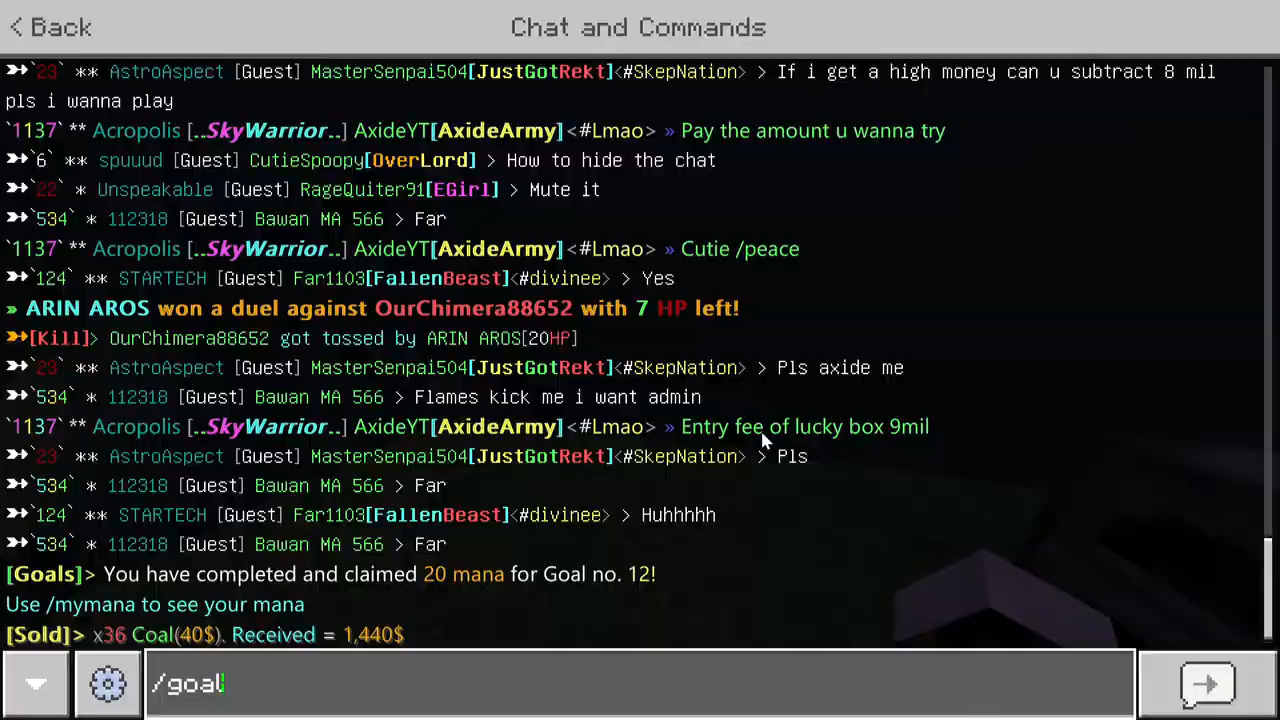 Back
Chat and Commands
➳`23` ** AstroAspect [Guest] MasterSenpai504[JustGotRekt]<#SkepNation> > If i get a high money can u subtract 8 mil
pls i wanna play
`1137` ** Acropolis [..SkyWarrior..] AxideYT[AxideArmy]<#Lmao> » Pay the amount u wanna try
➳`6` ** spuuud [Guest] CutieSpoopy[OverLord] > How to hide the chat
➳`22` * Unspeakable [Guest] RageQuiter91[EGirl] > Mute it
➳`534` * 112318 [Guest] Bawan MA 566 > Far
`1137` ** Acropolis [..SkyWarrior..] AxideYT[AxideArmy]<#Lmao> » Cutie /peace
➳`124` ** STARTECH [Guest] Far1103[FallenBeast]<#divinee> > Yes
» ARIN AROS won a duel against OurChimera88652 with 7 HP left!
➳[Kill]> OurChimera88652 got tossed by ARIN AROS[20HP]
➳`23` ** AstroAspect [Guest] MasterSenpai504[JustGotRekt]<#SkepNation> > Pls axide me
➳`534` * 112318 [Guest] Bawan MA 566 > Flames kick me i want admin
`1137` ** Acropolis [..SkyWarrior..] AxideYT[AxideArmy]<#Lmao> » Entry fee of lucky box 9mil
➳`23` ** AstroAspect [Guest] MasterSenpai504[JustGotRekt]<#SkepNation> > Pls
➳`534` * 112318 [Guest] Bawan MA 566 > Far
➳`124` ** STARTECH [Guest] Far1103[FallenBeast]<#divinee> > Huhhhhh
➳`534` * 112318 [Guest] Bawan MA 566 > Far
[Goals]> You have completed and claimed 20 mana for Goal no. 12!
Use /mymana to see your mana
[Sold]> x36 Coal(40$). Received = 1,440$
/goal